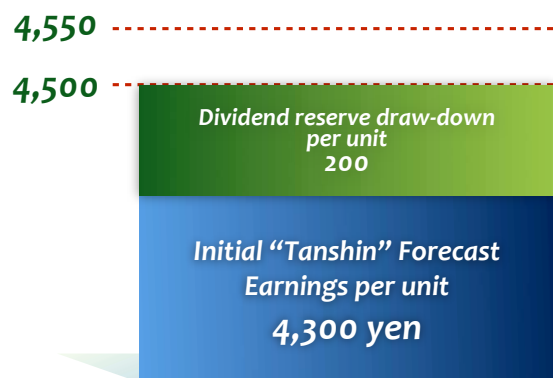 4,550
4,500
Dividend reserve draw-down
per unit
200
Initial “Tanshin” Forecast
Earnings per unit
4,300 yen